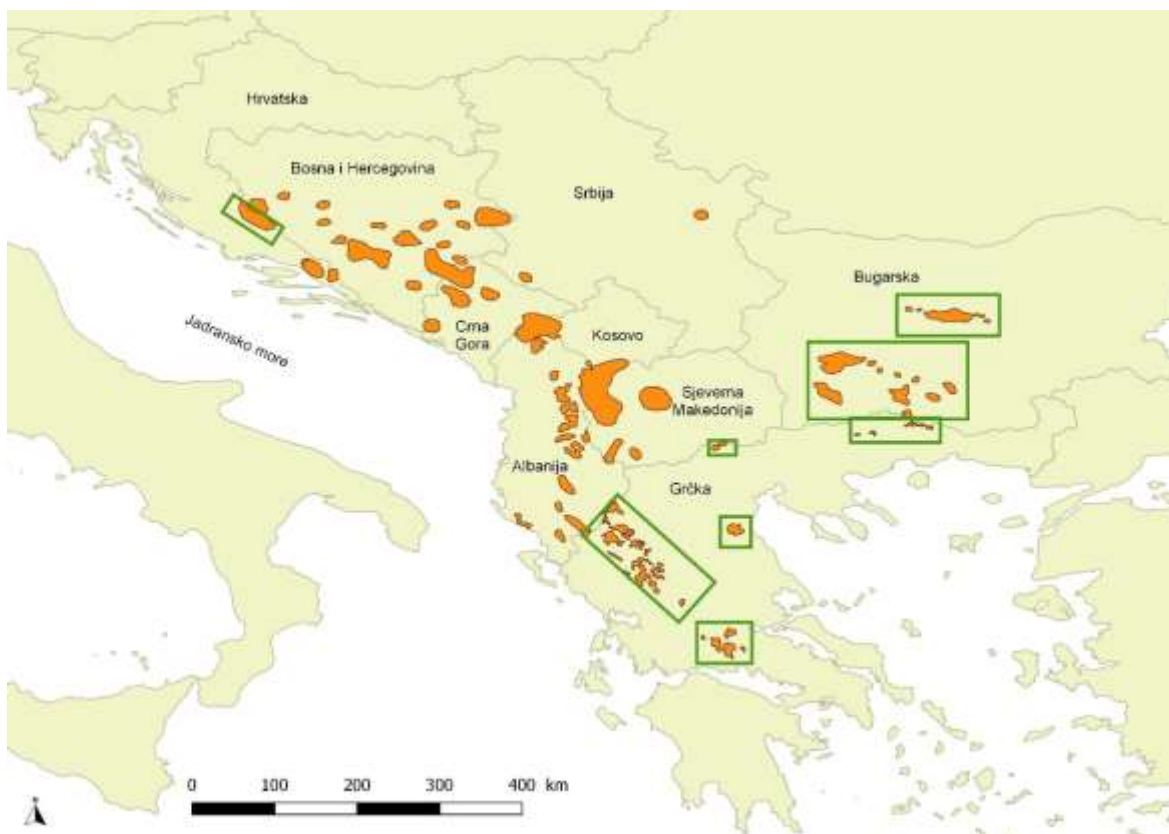 Hrvatska
Bosna i Hercegovina
Srbija
Bugarska
Jadransko more
Crna
Gora
Kosovo
Sjeverna
Makedonija
Albanija
Grčka
0 100 200 300 400 km